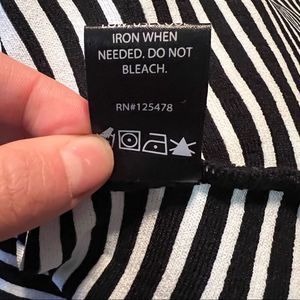 IRON WHEN
NEEDED. DO NOT
BLEACH.
RN#125478